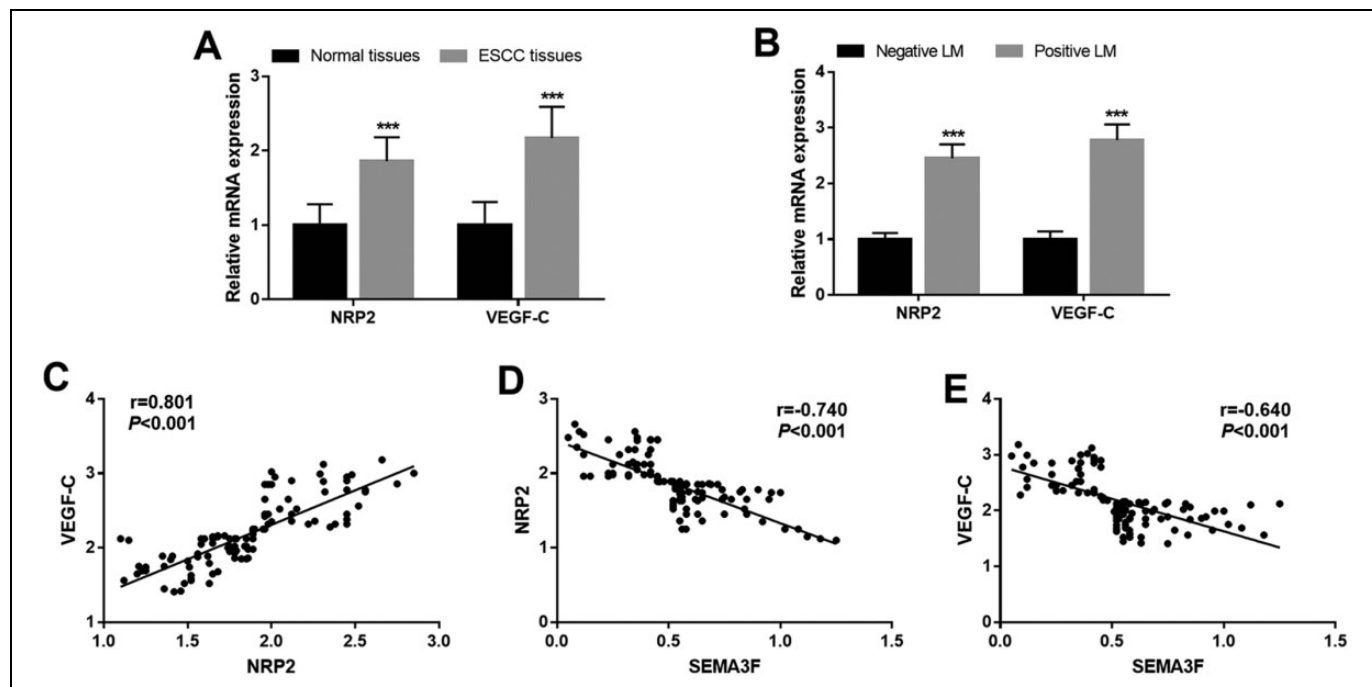 A
Normal tissues
ESCC tissues
Relative mRNA expression
3
2
1
0
***
***
NRP2
VEGF-C
B
Negative LM
Positive LM
Relative mRNA expression
4
3
2
1
0
***
***
NRP2
VEGF-C
C
r=0.801
P<0.001
VEGF-C
4
3
2
1
1.0
1.5
2.0
2.5
3.0
NRP2
D
r=-0.740
P<0.001
NRP2
3
2
1
0
0.0
0.5
1.0
1.5
SEMA3F
E
r=-0.640
P<0.001
VEGF-C
4
3
2
1
0
0.0
0.5
1.0
1.5
SEMA3F